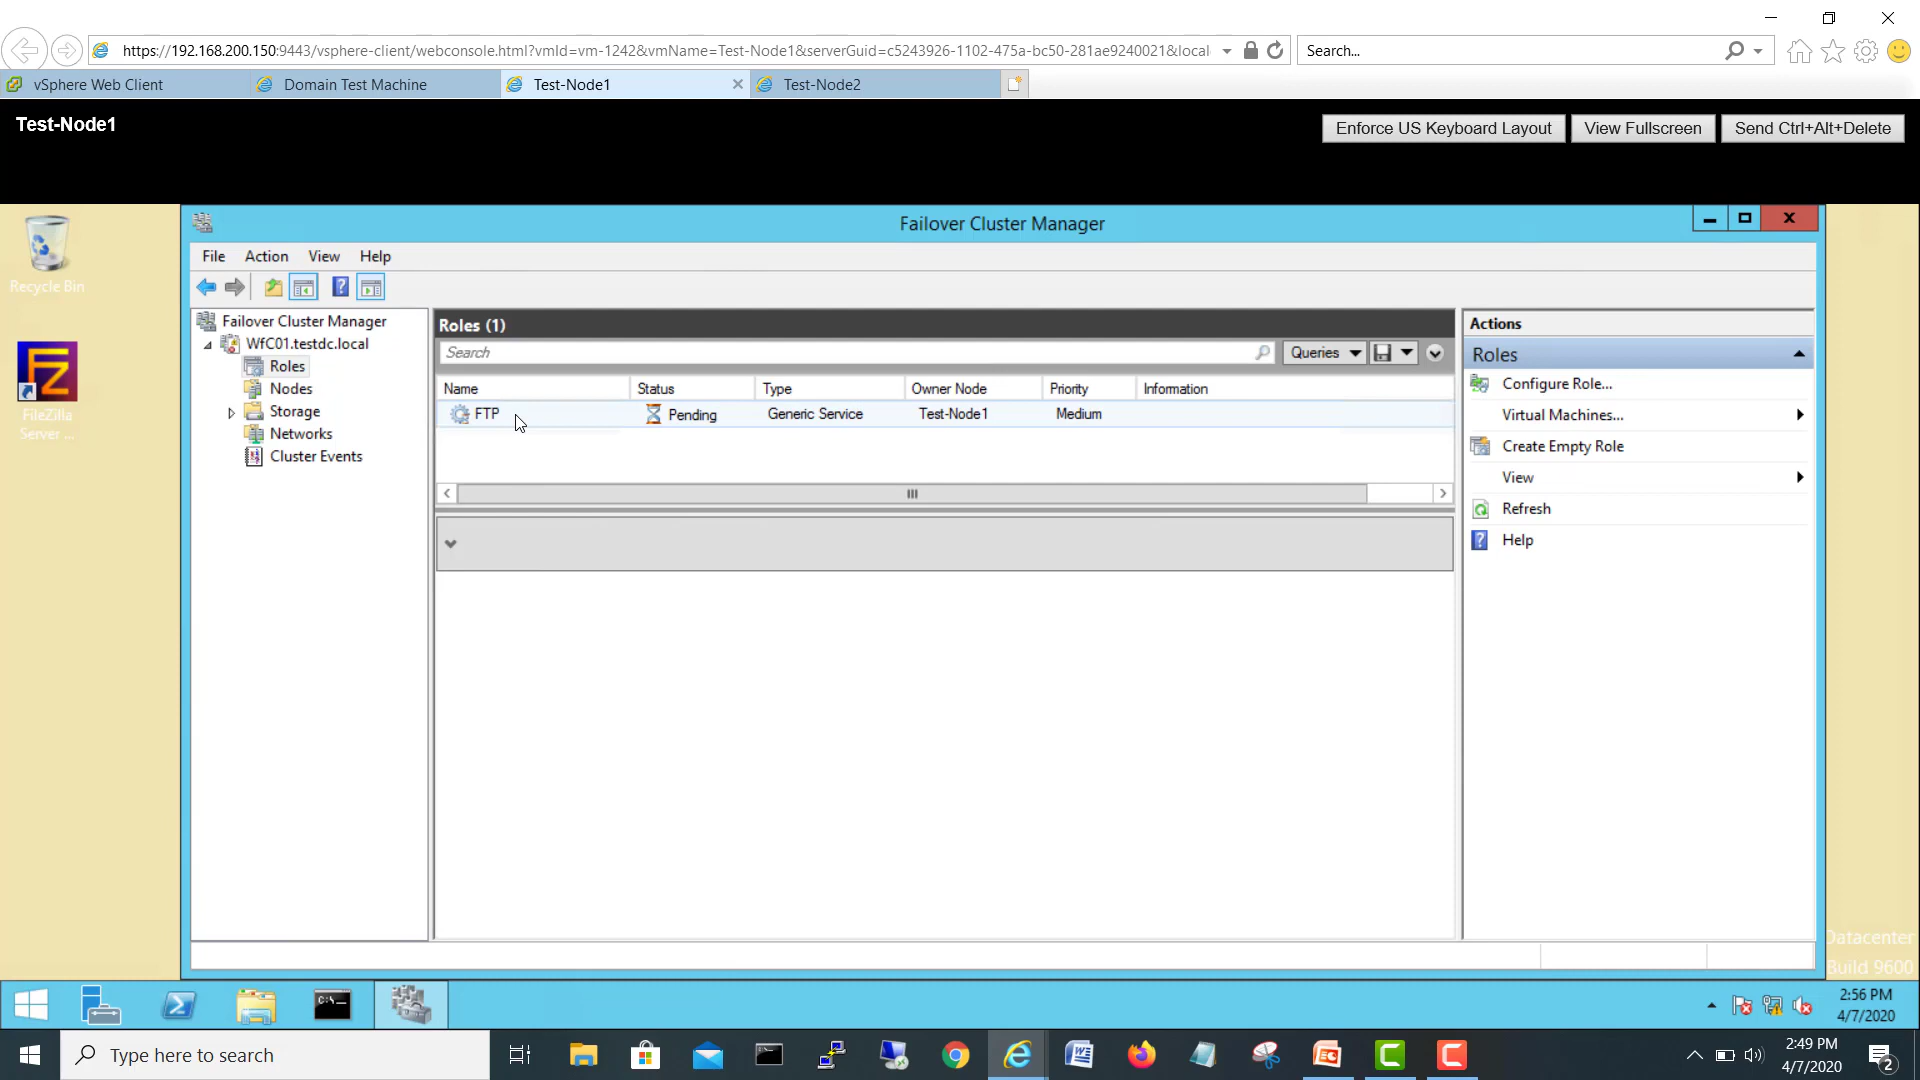 https://192.168.200.150:9443/vsphere-client/webconsole.html?vmId=vm-1242&vmName=Test-Node1&serverGuid=c5243926-1102-475a-bc50-281ae9240021&local
Search...
vSphere Web Client
Domain Test Machine
Test-Node1
Test-Node2
Test-Node1
Enforce US Keyboard Layout
View Fullscreen
Send Ctrl+Alt+Delete
Recycle Bin
FileZilla
Server ...
Failover Cluster Manager
File Action View Help
Failover Cluster Manager
WfC01.testdc.local
Roles
Nodes
Storage
Networks
Cluster Events
Roles (1)
Search
Queries
Name Status Type Owner Node Priority Information
FTP Pending Generic Service Test-Node1 Medium
Actions
Roles
Configure Role...
Virtual Machines...
Create Empty Role
View
Refresh
Help
Datacenter
Build 9600
C:\_
2:56 PM
4/7/2020
Type here to search
2:49 PM
4/7/2020
2